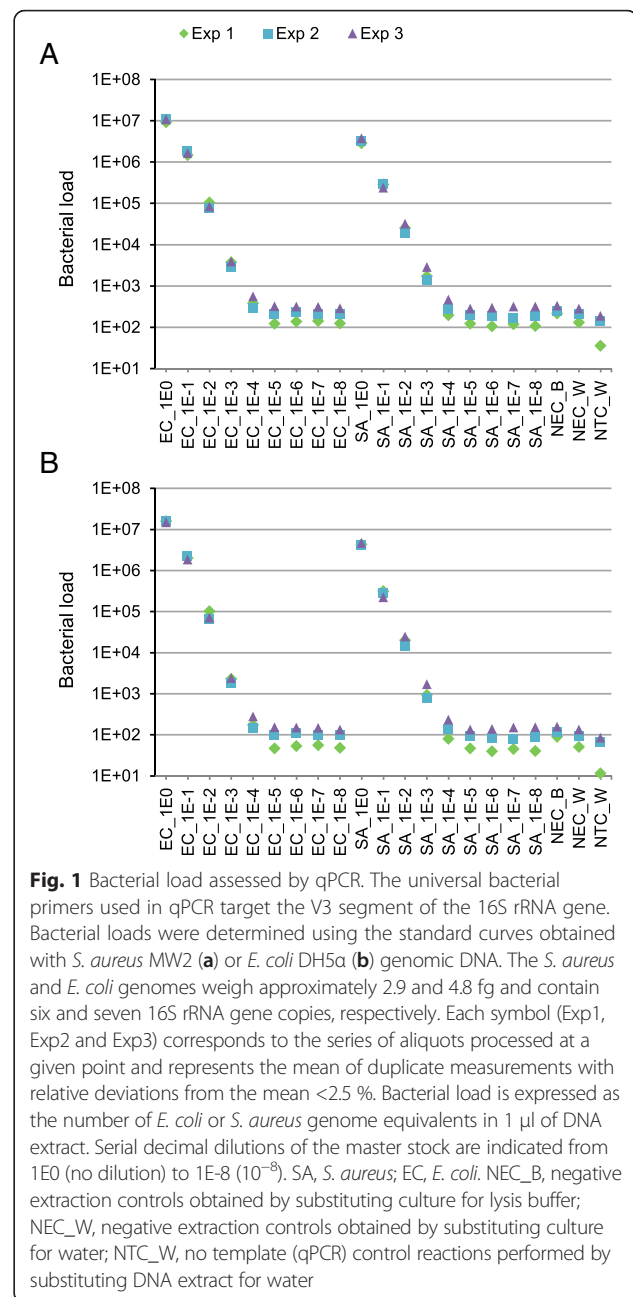 Exp 1 Exp 2 Exp 3
A
1E+08
1E+07
1E+06
1E+05
1E+04
1E+03
1E+02
1E+01
Bacterial load
EC_1E0
EC_1E-1
EC_1E-2
EC_1E-3
EC_1E-4
EC_1E-5
EC_1E-6
EC_1E-7
EC_1E-8
SA_1E0
SA_1E-1
SA_1E-2
SA_1E-3
SA_1E-4
SA_1E-5
SA_1E-6
SA_1E-7
SA_1E-8
NEC_B
NEC_W
NTC_W
B
1E+08
1E+07
1E+06
1E+05
1E+04
1E+03
1E+02
1E+01
Bacterial load
EC_1E0
EC_1E-1
EC_1E-2
EC_1E-3
EC_1E-4
EC_1E-5
EC_1E-6
EC_1E-7
EC_1E-8
SA_1E0
SA_1E-1
SA_1E-2
SA_1E-3
SA_1E-4
SA_1E-5
SA_1E-6
SA_1E-7
SA_1E-8
NEC_B
NEC_W
NTC_W
Fig. 1 Bacterial load assessed by qPCR. The universal bacterial
primers used in qPCR target the V3 segment of the 16S rRNA gene.
Bacterial loads were determined using the standard curves obtained
with S. aureus MW2 (a) or E. coli DH5α (b) genomic DNA. The S. aureus
and E. coli genomes weigh approximately 2.9 and 4.8 fg and contain
six and seven 16S rRNA gene copies, respectively. Each symbol (Exp1,
Exp2 and Exp3) corresponds to the series of aliquots processed at a
given point and represents the mean of duplicate measurements with
relative deviations from the mean <2.5 %. Bacterial load is expressed as
the number of E. coli or S. aureus genome equivalents in 1 μl of DNA
extract. Serial decimal dilutions of the master stock are indicated from
1E0 (no dilution) to 1E-8 (10⁻⁸). SA, S. aureus; EC, E. coli. NEC_B, negative
extraction controls obtained by substituting culture for lysis buffer;
NEC_W, negative extraction controls obtained by substituting culture
for water; NTC_W, no template (qPCR) control reactions performed by
substituting DNA extract for water